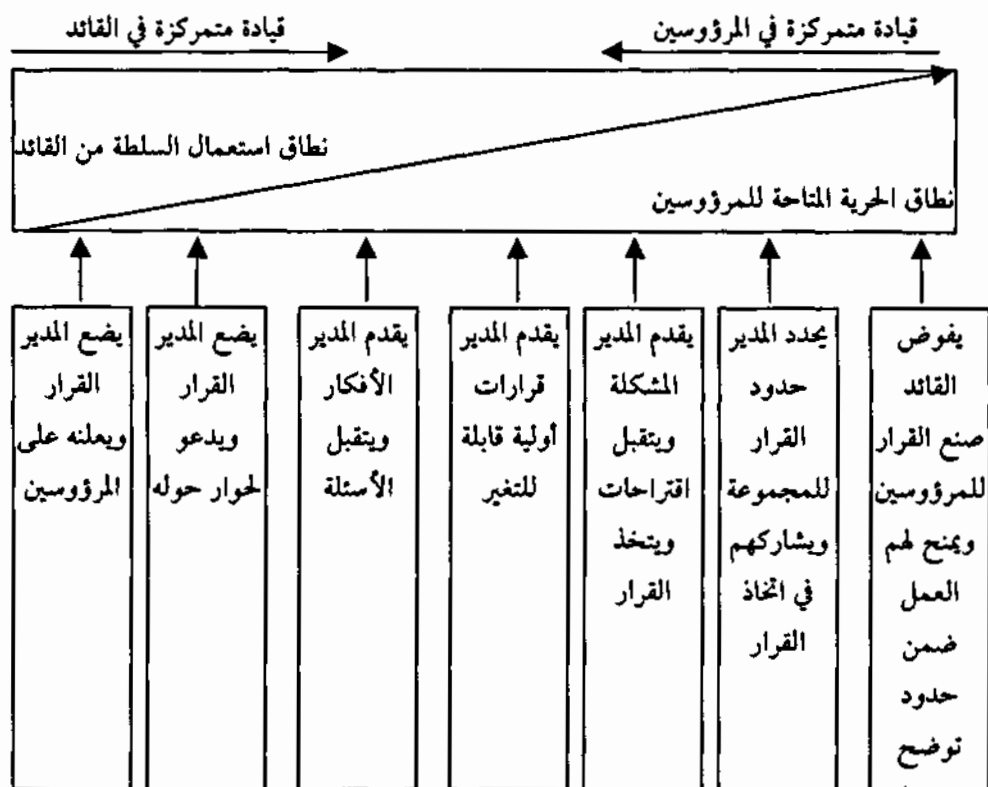 قيادة متمركزة في المرؤوسين
قيادة متمركزة في القائد
نطاق استعمال السلطة من القائد
نطاق الحرية المتاحة للمرؤوسين
يفوض
القائد
صنع القرار
للمرؤوسين
ويمنح لهم
العمل
ضمن
حدود
توضح
يحدد المدير
حدود
القرار
للمجموعة
ويشاركهم
في اتخاذ
القرار
يقدم المدير
المشكلة
ويتقبل
اقتراحات
ويتخذ
القرار
يقدم المدير
قرارات
أولية قابلة
للتغير
يقدم المدير
الأفكار
ويتقبل
الأسئلة
يضع المدير
القرار
ويدعو
لحوار حوله
يضع المدير
القرار
ويعلنه على
المرؤوسين